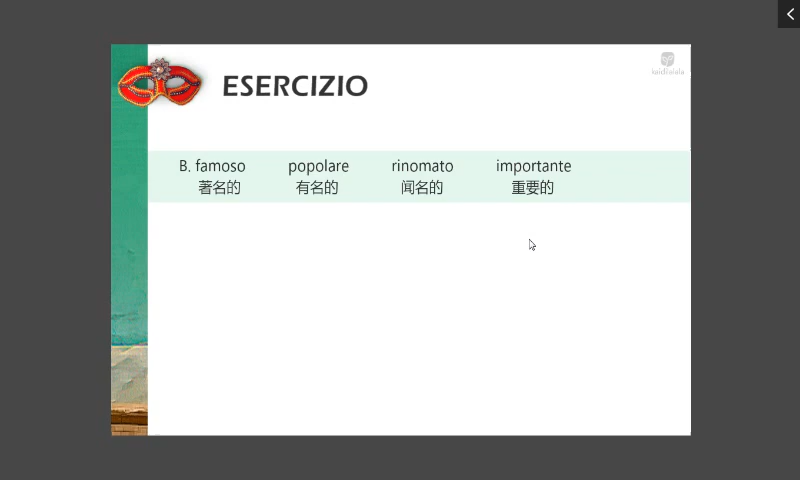 ESERCIZIO
B. famoso popolare rinomato importante
著名的 有名的 闻名的 重要的